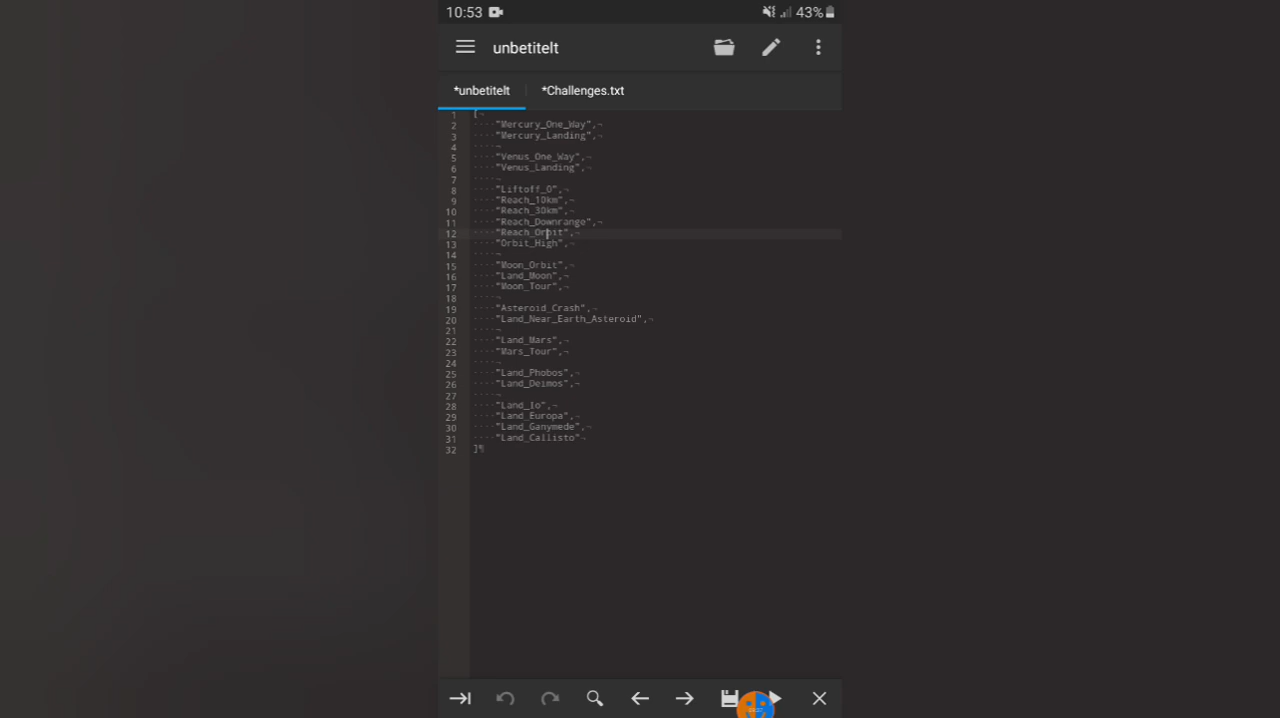 10:53 43%
unbetitelt
*unbetitelt *Challenges.txt
1 [¬
2 ····"Mercury_One_Way",¬
3 ····"Mercury_Landing",¬
4 ····¬
5 ····"Venus_One_Way",¬
6 ····"Venus_Landing",¬
7 ····¬
8 ····"Liftoff_0",¬
9 ····"Reach_10km",¬
10 ····"Reach_30km",¬
11 ····"Reach_Downrange",¬
12 ····"Reach_Orbit",¬
13 ····"Orbit_High",¬
14 ····¬
15 ····"Moon_Orbit",¬
16 ····"Land_Moon",¬
17 ····"Moon_Tour",¬
18 ····¬
19 ····"Asteroid_Crash",¬
20 ····"Land_Near_Earth_Asteroid",¬
21 ····¬
22 ····"Land_Mars",¬
23 ····"Mars_Tour",¬
24 ····¬
25 ····"Land_Phobos",¬
26 ····"Land_Deimos",¬
27 ····¬
28 ····"Land_Io",¬
29 ····"Land_Europa",¬
30 ····"Land_Ganymede",¬
31 ····"Land_Callisto"¬
32 ]¶